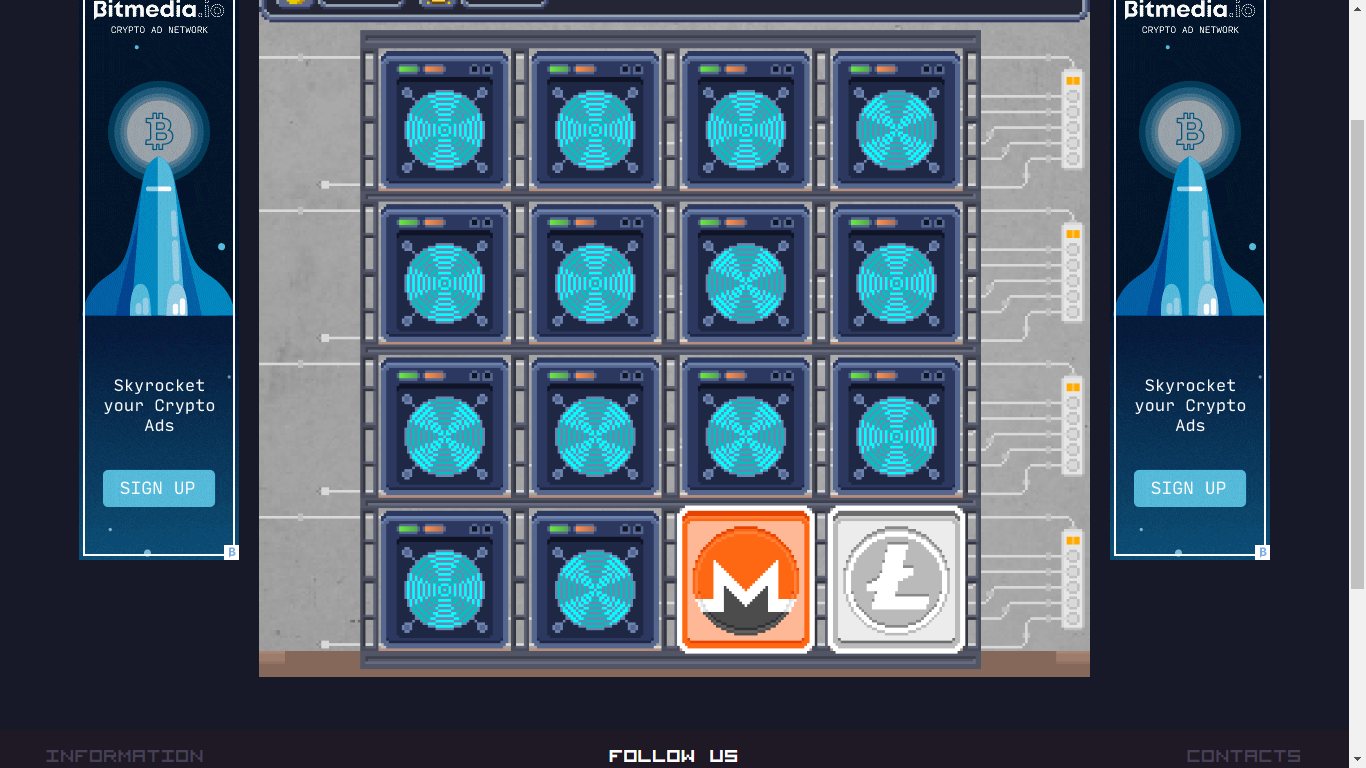 Bitmedia.io
CRYPTO AD NETWORK
Skyrocket
your Crypto
Ads
SIGN UP
Bitmedia.io
CRYPTO AD NETWORK
Skyrocket
your Crypto
Ads
SIGN UP
INFORMATION
FOLLOW US
CONTACTS